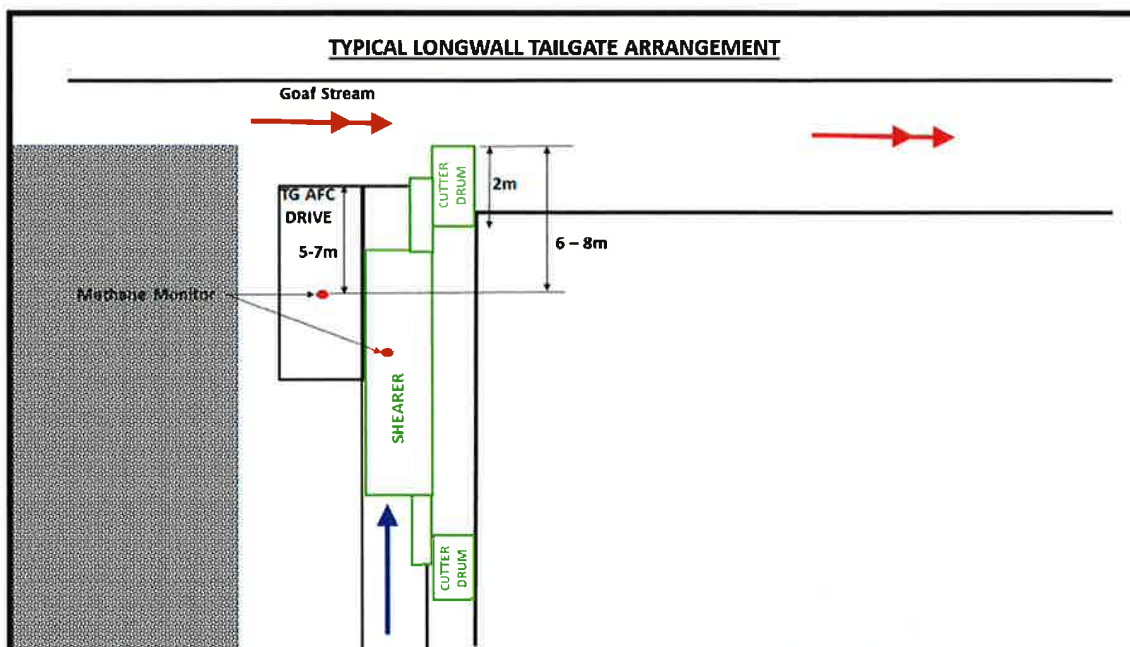 TYPICAL LONGWALL TAILGATE ARRANGEMENT
Goaf Stream
TG AFC
DRIVE
5-7m
CUTTER
DRUM
2m
6 – 8m
Methane Monitor
SHEARER
CUTTER
DRUM